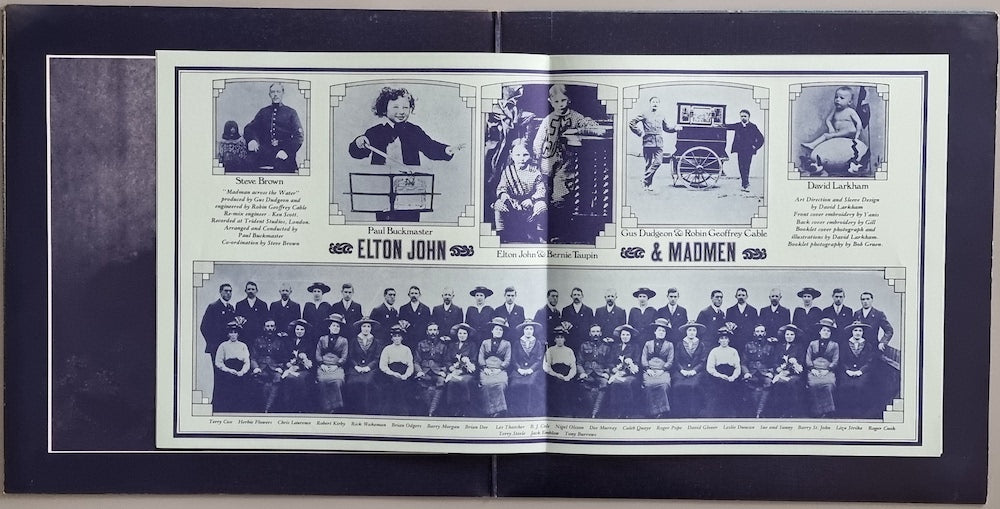 Steve Brown
"Madman across the Water"
produced by Gus Dudgeon and
engineered by Robin Geoffrey Cable
Re-mix engineer Ken Scott.
Recorded at Trident Studios, London.
Arranged and Conducted by
Paul Buckmaster
Co-ordination by Steve Brown
Paul Buckmaster
ELTON JOHN
Elton John & Bernie Taupin
Gus Dudgeon & Robin Geoffrey Cable
& MADMEN
David Larkham
Art Direction and Sleeve Design
by David Larkham
Front cover embroidery by Yanis
Back cover embroidery by Gill
Booklet cover photograph and
illustrations by David Larkham.
Booklet photography by Bob Gruen.
Terry Cox Herbie Flowers Chris Laurence Robert Kirby Rick Wakeman Brian Odgers Barry Morgan Brian Dee Les Thatcher B. J. Cole Nigel Olsson Dee Murray Caleb Quaye Roger Pope David Glover Leslie Duncan Sue and Sunny Barry St. John Liza Strike Roger Cook
Terry Steele Jack Emblow Tony Burrows